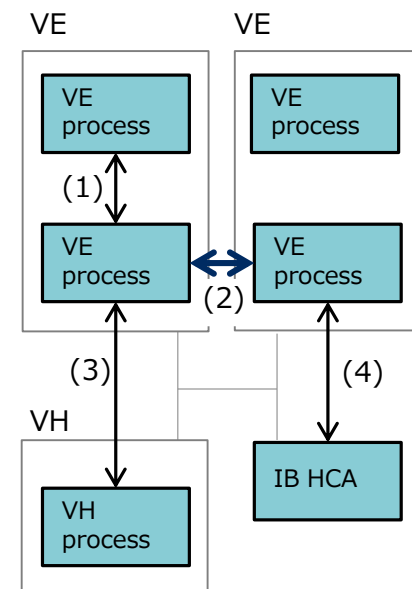 VE
VE
VE
process
VE
process
(1)
VE
process
VE
process
(2)
(3)
(4)
VH
VH
process
IB HCA